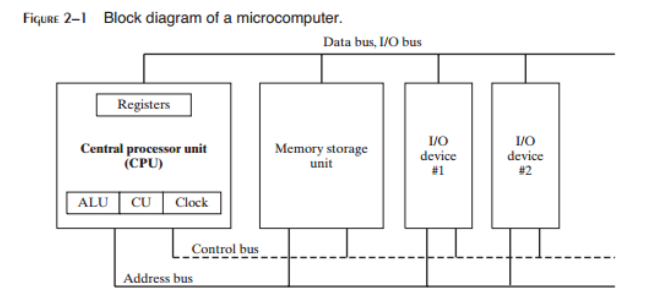 FIGURE 2–1 Block diagram of a microcomputer.
Data bus, I/O bus
Registers
Central processor unit
(CPU)
ALU CU Clock
Memory storage
unit
I/O
device
#1
I/O
device
#2
Control bus
Address bus